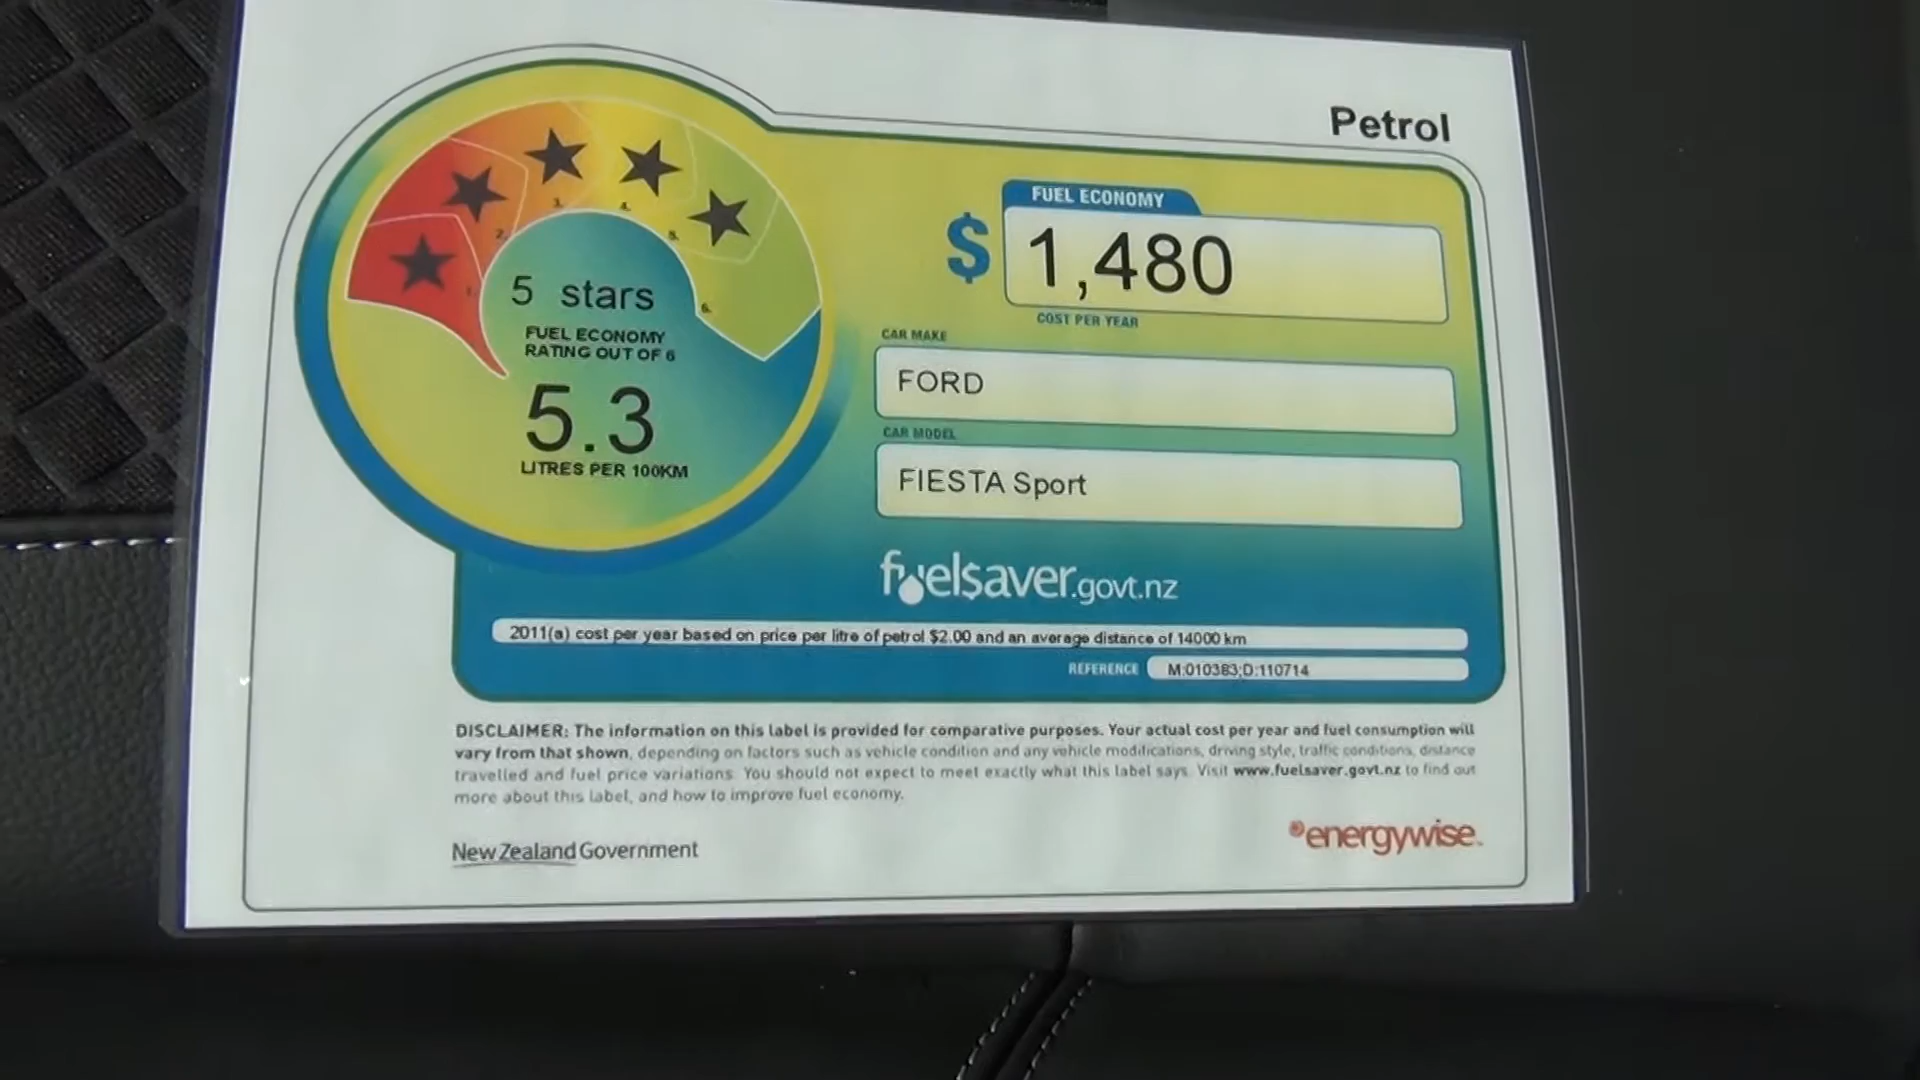 Petrol
1.
2.
3.
4.
5.
6.
5 stars
FUEL ECONOMY
RATING OUT OF 6
5.3
LITRES PER 100KM
FUEL ECONOMY
$ 1,480
COST PER YEAR
CAR MAKE
FORD
CAR MODEL
FIESTA Sport
fuelsaver.govt.nz
2011(a) cost per year based on price per litre of petrol $2.00 and an average distance of 14000 km
REFERENCE M:010383;D:110714
DISCLAIMER: The information on this label is provided for comparative purposes. Your actual cost per year and fuel consumption will
vary from that shown, depending on factors such as vehicle condition and any vehicle modifications, driving style, traffic conditions, distance
travelled and fuel price variations. You should not expect to meet exactly what this label says. Visit www.fuelsaver.govt.nz to find out
more about this label, and how to improve fuel economy.
New Zealand Government
energywise.